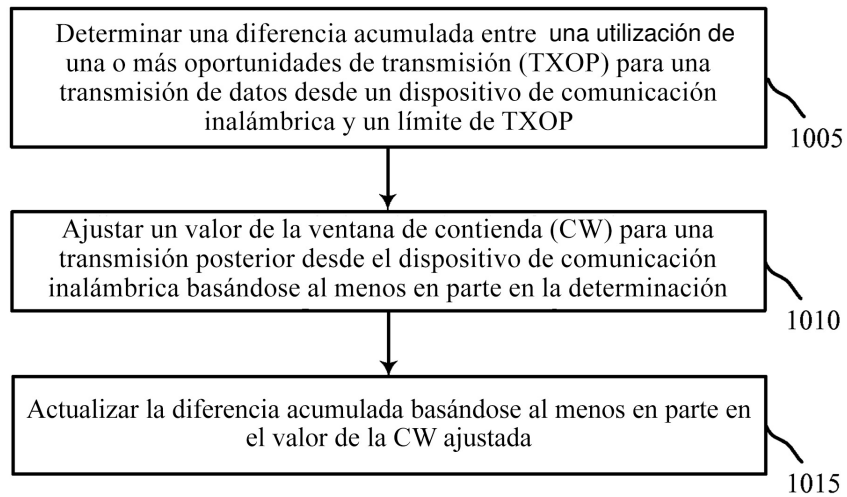 Determinar una diferencia acumulada entre una utilización de
una o más oportunidades de transmisión (TXOP) para una
transmisión de datos desde un dispositivo de comunicación
inalámbrica y un límite de TXOP
1005
Ajustar un valor de la ventana de contienda (CW) para una
transmisión posterior desde el dispositivo de comunicación
inalámbrica basándose al menos en parte en la determinación
1010
Actualizar la diferencia acumulada basándose al menos en parte en
el valor de la CW ajustada
1015